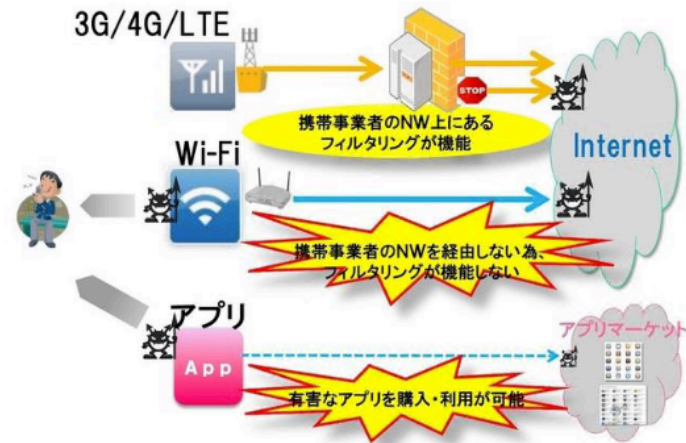 3G/4G/LTE
STOP
携帯事業者のNW上にある
フィルタリングが機能
Internet
Wi-Fi
携帯事業者のNWを経由しない為、
フィルタリングが機能しない
アプリ
アプリマーケット
App
有害なアプリを購入・利用が可能